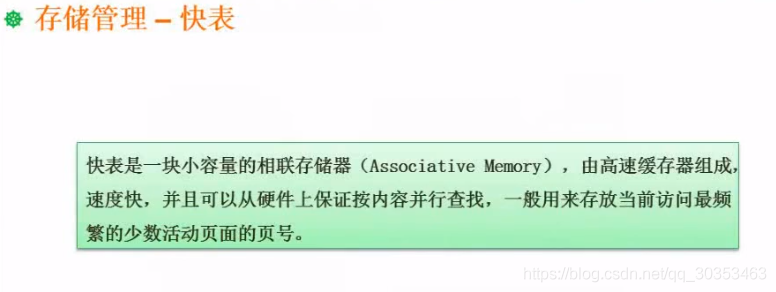 存储管理 – 快表
快表是一块小容量的相联存储器（Associative Memory），由高速缓存器组成，
速度快，并且可以从硬件上保证按内容并行查找，一般用来存放当前访问最频
繁的少数活动页面的页号。
https://blog.csdn.net/qq_30353463